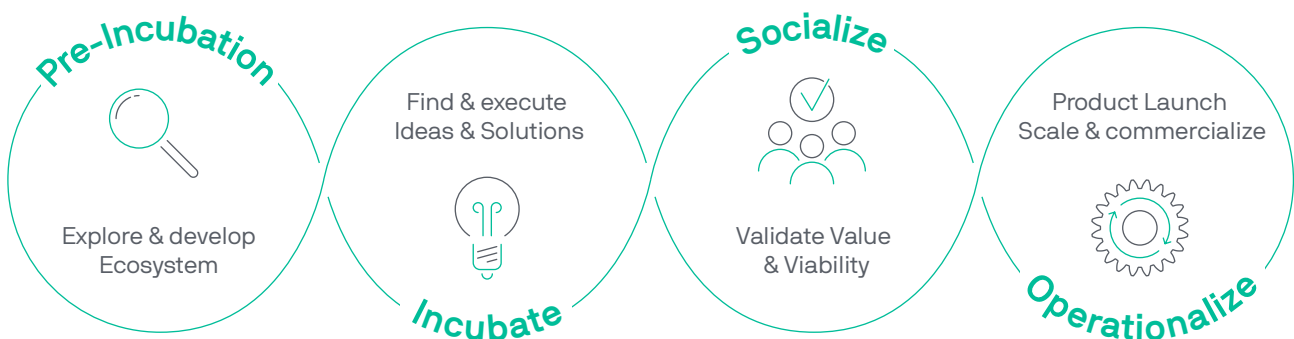 Pre-Incubation
Explore & develop
Ecosystem
Find & execute
Ideas & Solutions
Incubate
Socialize
Validate Value
& Viability
Product Launch
Scale & commercialize
Operationalize